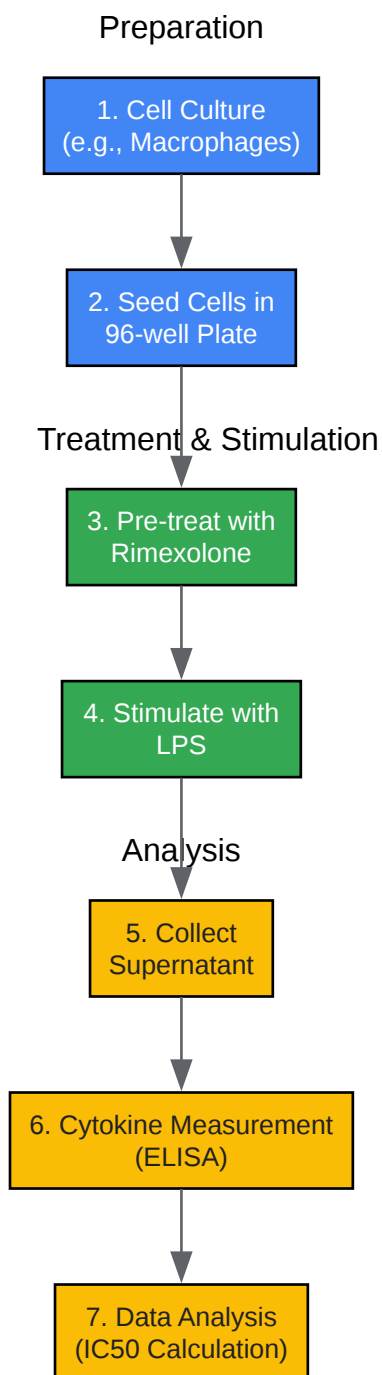 Preparation
1. Cell Culture
(e.g., Macrophages)
2. Seed Cells in
96-well Plate
Treatment & Stimulation
3. Pre-treat with
Rimexolone
4. Stimulate with
LPS
Analysis
5. Collect
Supernatant
6. Cytokine Measurement
(ELISA)
7. Data Analysis
(IC50 Calculation)